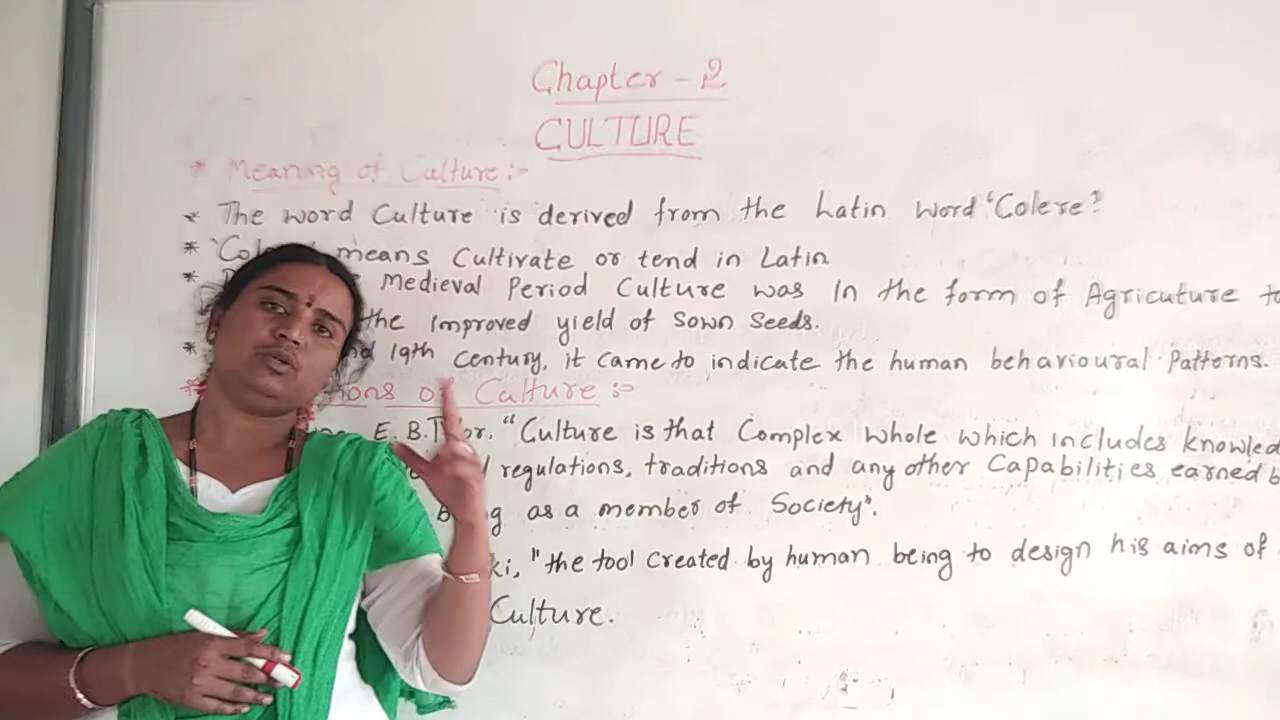 Chapter - 2
CULTURE
* Meaning of Culture :-
* The word Culture is derived from the Latin word 'Colere'
* means Cultivate or tend in Latin
* Medieval Period Culture was in the form of Agricuture to
the improved yield of sown seeds.
* 19th Century, it came to indicate the human behavioural Patterns.
* of Culture :-
E. B. "Culture is that Complex whole which includes
regulations, traditions and any other Capabilities earned
as a member of Society".
"the tool created by human being to design his aims of
Culture.